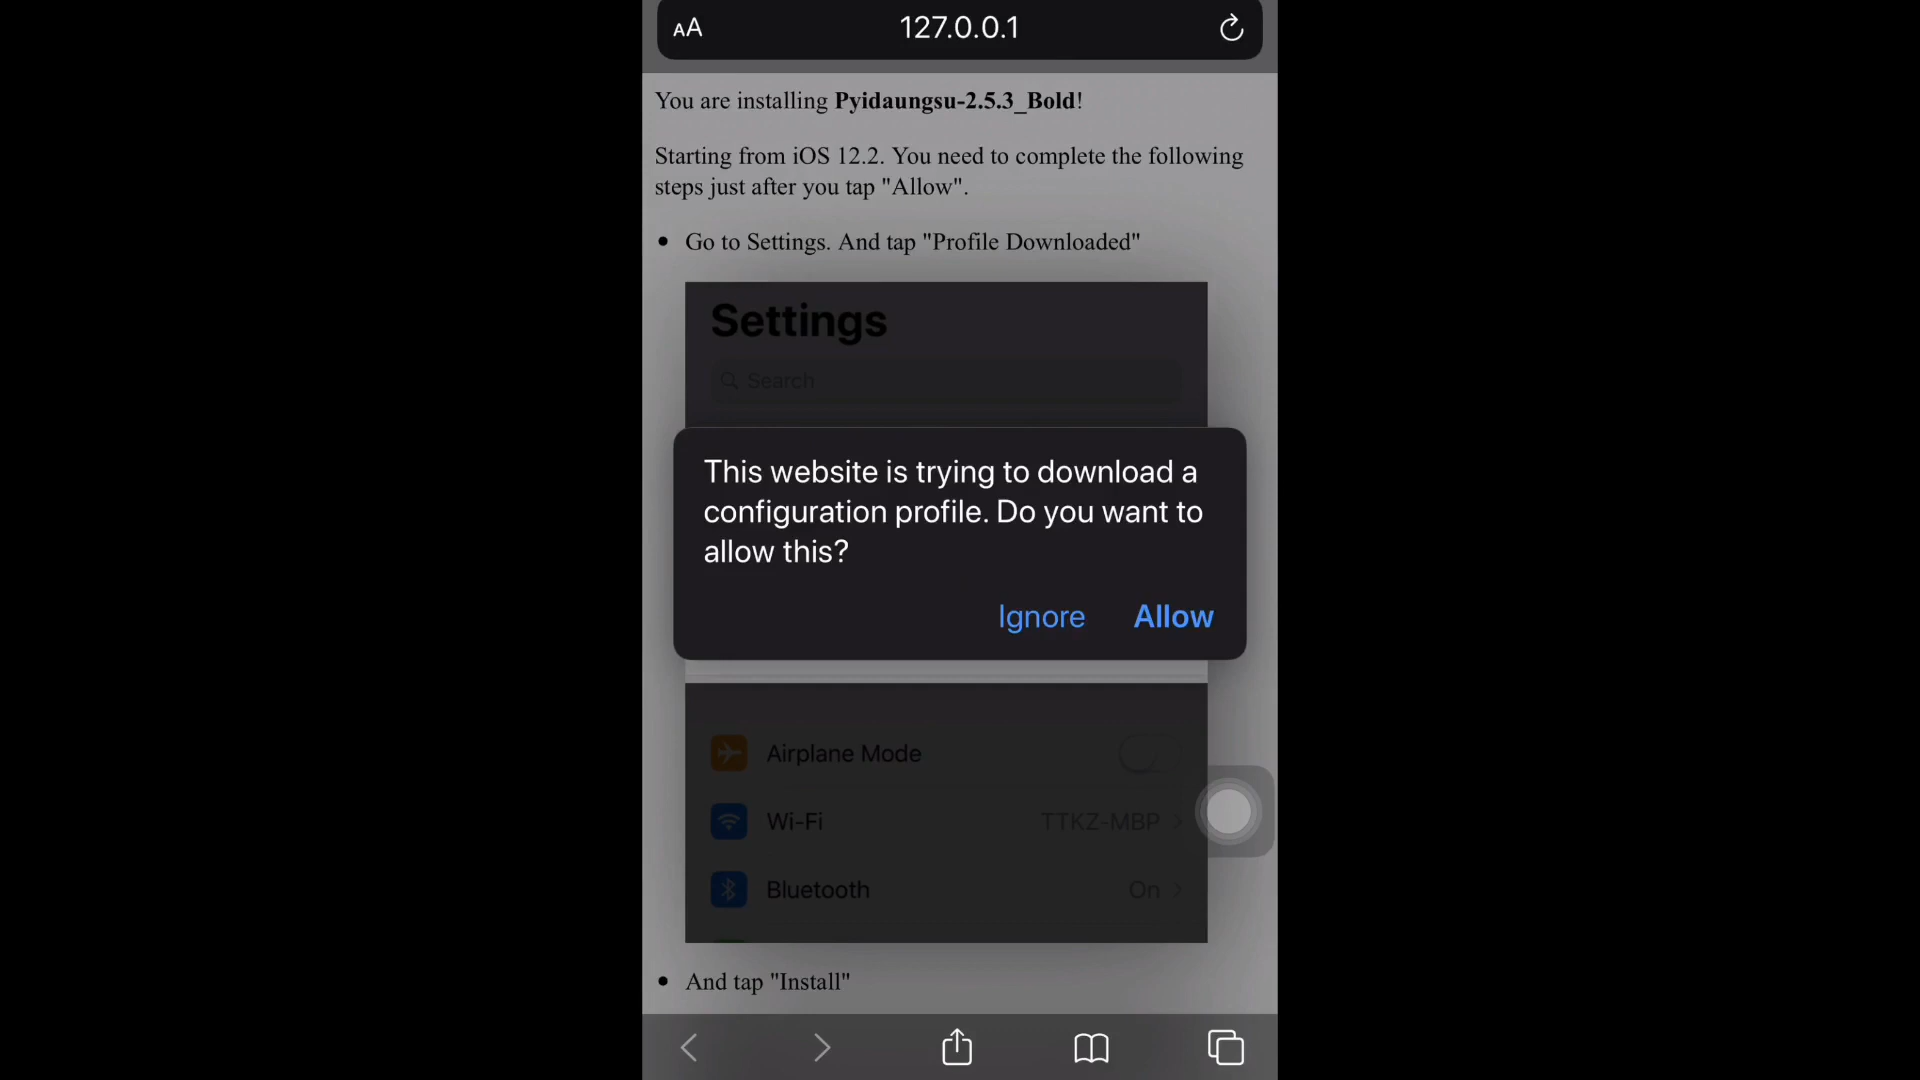 AA 127.0.0.1
You are installing Pyidaungsu-2.5.3_Bold!
Starting from iOS 12.2. You need to complete the following
steps just after you tap "Allow".
• Go to Settings. And tap "Profile Downloaded"
Settings
Search
This website is trying to download a
configuration profile. Do you want to
allow this?
Ignore Allow
Airplane Mode
Wi-Fi TTKZ-MBP
Bluetooth On
• And tap "Install"